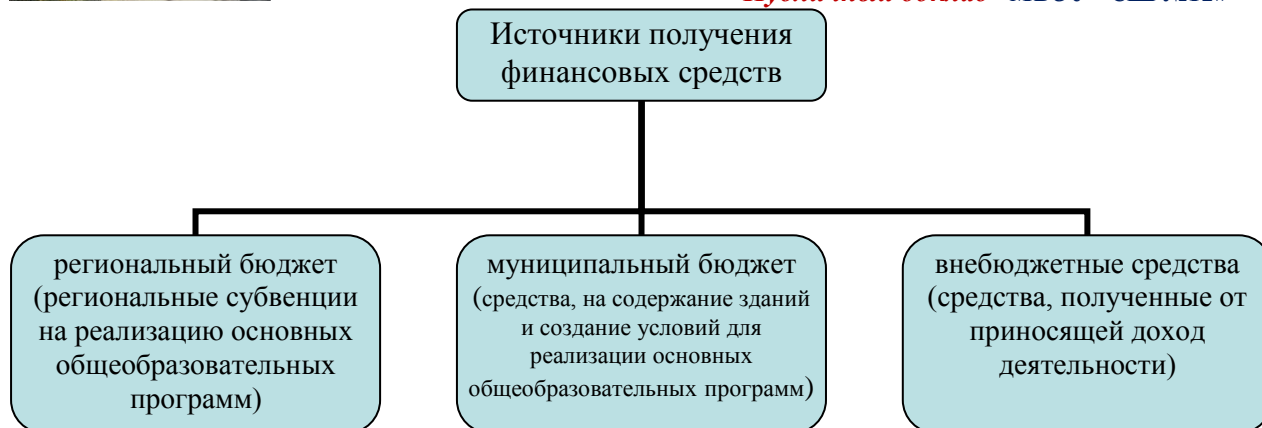 Источники получения
финансовых средств
региональный бюджет
(региональные субвенции
на реализацию основных
общеобразовательных
программ)
муниципальный бюджет
(средства, на содержание зданий
и создание условий для
реализации основных
общеобразовательных программ)
внебюджетные средства
(средства, полученные от
приносящей доход
деятельности)